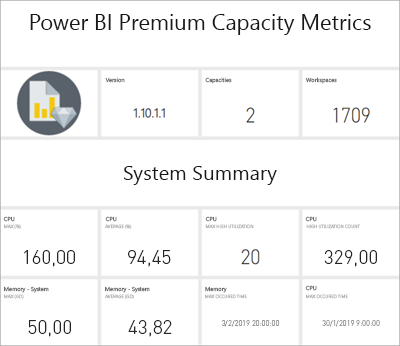 Power BI Premium Capacity Metrics
Version
1.10.1.1
Capacities
2
Workspaces
1709
System Summary
CPU
MAX (%)
160,00
CPU
AVERAGE (%)
94,45
CPU
MAX HIGH UTILIZATION
20
CPU
HIGH UTILIZATION COUNT
329,00
Memory - System
MAX (GO)
50,00
Memory - System
AVERAGE (GO)
43,82
Memory
MAX OCCURED TIME
3/2/2019 20:00:00
CPU
MAX OCCURED TIME
30/1/2019 9:00:00